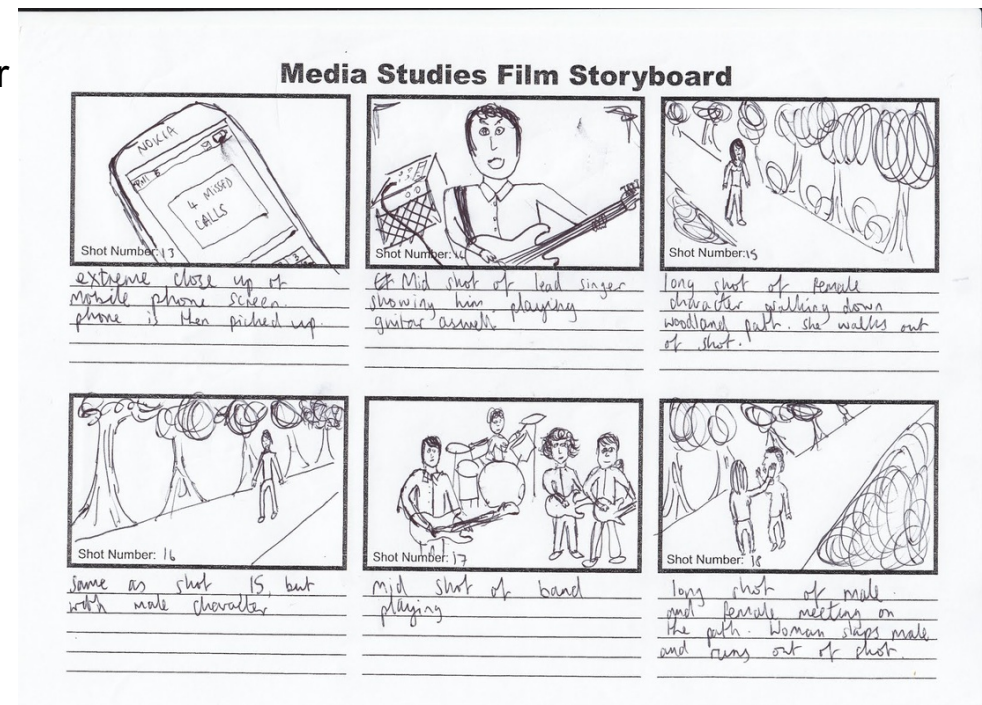 r
Media Studies Film Storyboard
NOKIA
4 MISSED
CALLS
Shot Number: 13
extreme close up of
mobile phone screen.
phone is then picked up.
Shot Number:
Mid shot of lead singer
showing him playing
guitar aswell.
Shot Number: 15
long shot of female
character walking down
woodland path. she walks out
of shot.
Shot Number: 16
same as shot 15, but
with male character
Shot Number: 17
mid shot of band
playing
Shot Number: 18
long shot of male
and female meeting on
the path. Woman slaps male
and runs out of shot.